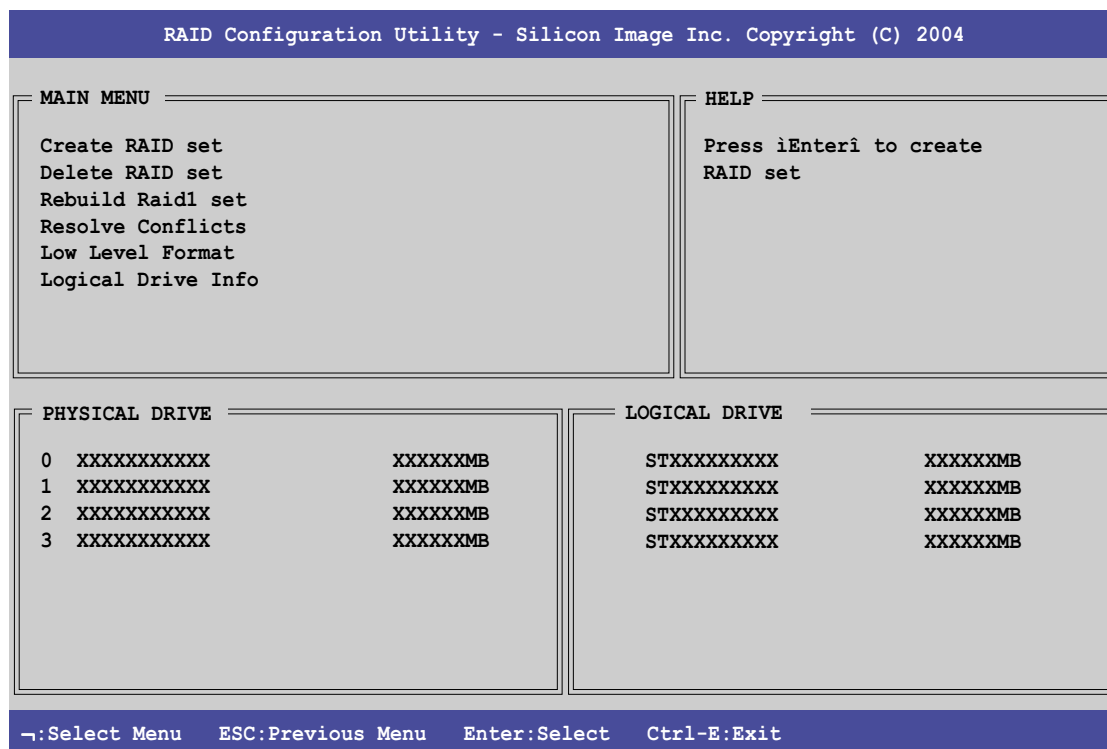 RAID Configuration Utility - Silicon Image Inc. Copyright (C) 2004
MAIN MENU
Create RAID set
Delete RAID set
Rebuild Raid1 set
Resolve Conflicts
Low Level Format
Logical Drive Info
HELP
Press ìEnterî to create
RAID set
PHYSICAL DRIVE
0 XXXXXXXXXXX XXXXXXMB
1 XXXXXXXXXXX XXXXXXMB
2 XXXXXXXXXXX XXXXXXMB
3 XXXXXXXXXXX XXXXXXMB
LOGICAL DRIVE
STXXXXXXXXX XXXXXXMB
STXXXXXXXXX XXXXXXMB
STXXXXXXXXX XXXXXXMB
STXXXXXXXXX XXXXXXMB
¬:Select Menu ESC:Previous Menu Enter:Select Ctrl-E:Exit